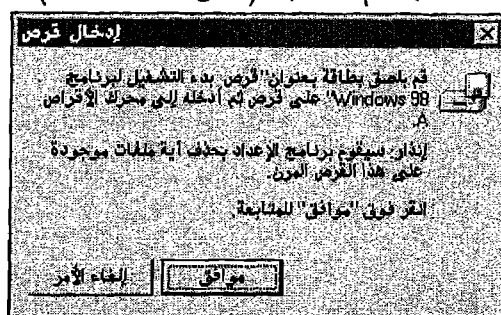 إدخال قرص
قم بلصق بطاقة بعنوان "قرص بدء التشغيل لبرنامج
Windows 98" على قرص ثم أدخله إلى محرك الأقراص
A.
إنذار: سيقوم برنامج الإعداد بحذف أية ملفات موجودة
على هذا القرص المرن.
انقر فوق "موافق" للمتابعة.
موافق
إلغاء الأمر